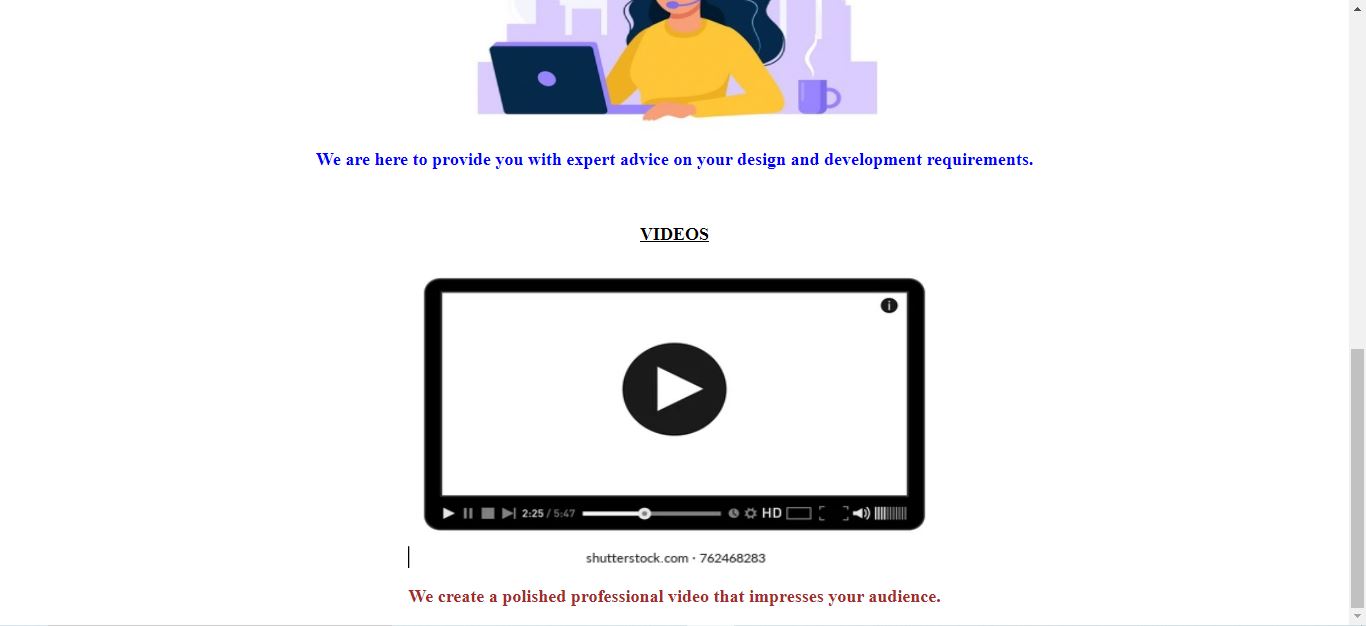 We are here to provide you with expert advice on your design and development requirements.
VIDEOS
i
2:25 / 5:47 HD
shutterstock.com · 762468283
We create a polished professional video that impresses your audience.